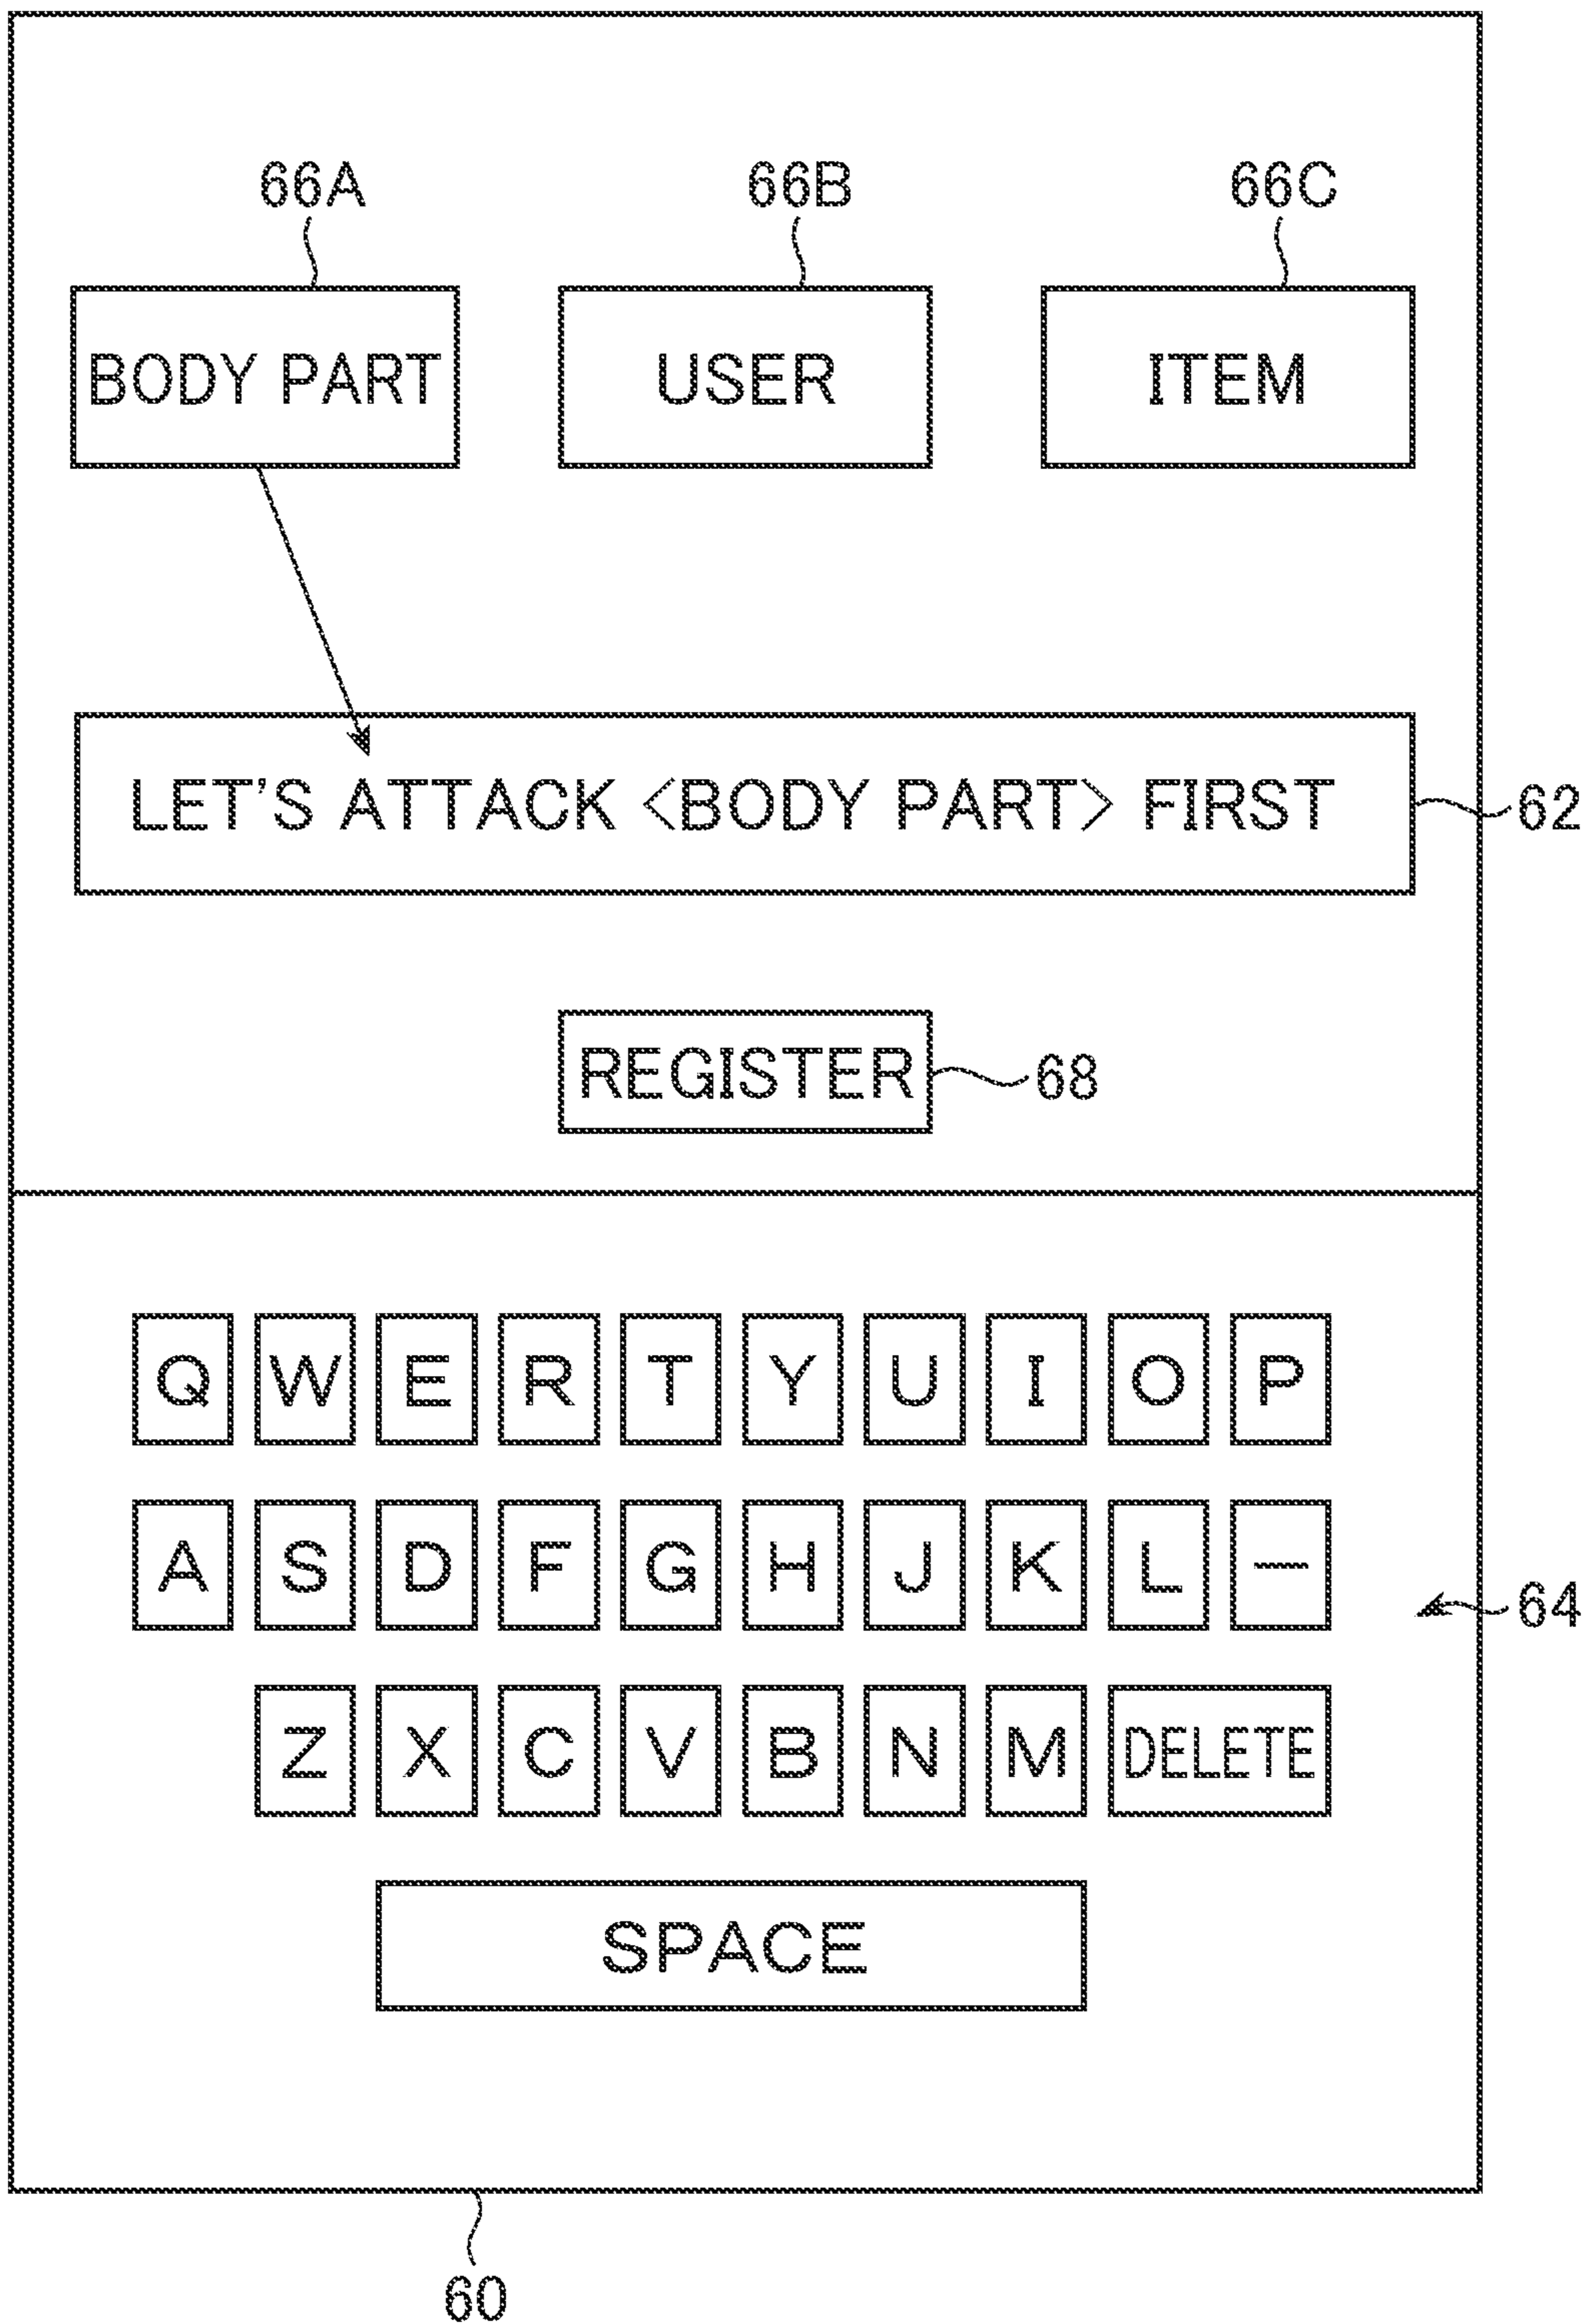 66A 66B 66C
BODY PART USER ITEM
LET'S ATTACK <BODY PART> FIRST 62
REGISTER 68
Q W E R T Y U I O P
A S D F G H J K L —
64
Z X C V B N M DELETE
SPACE
60